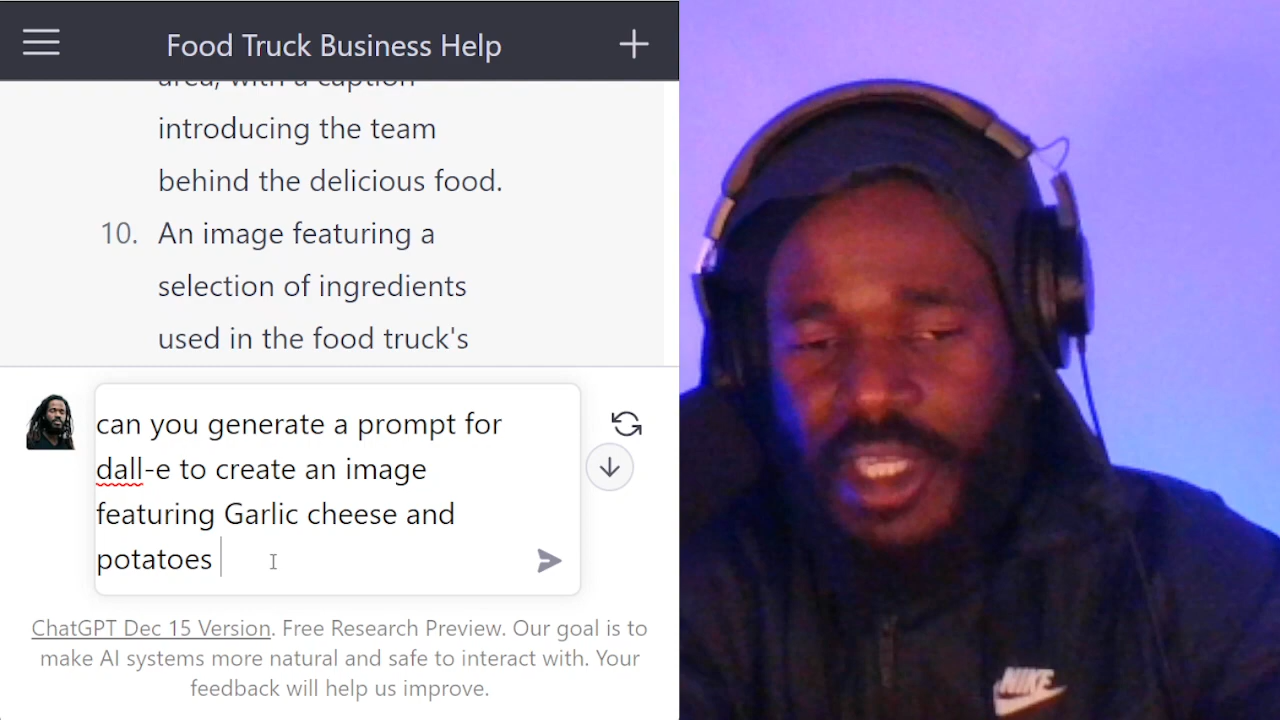 Food Truck Business Help
area, with a caption
introducing the team
behind the delicious food.
10. An image featuring a
selection of ingredients
used in the food truck's
can you generate a prompt for
dall-e to create an image
featuring Garlic cheese and
potatoes
ChatGPT Dec 15 Version. Free Research Preview. Our goal is to
make AI systems more natural and safe to interact with. Your
feedback will help us improve.
NIKE